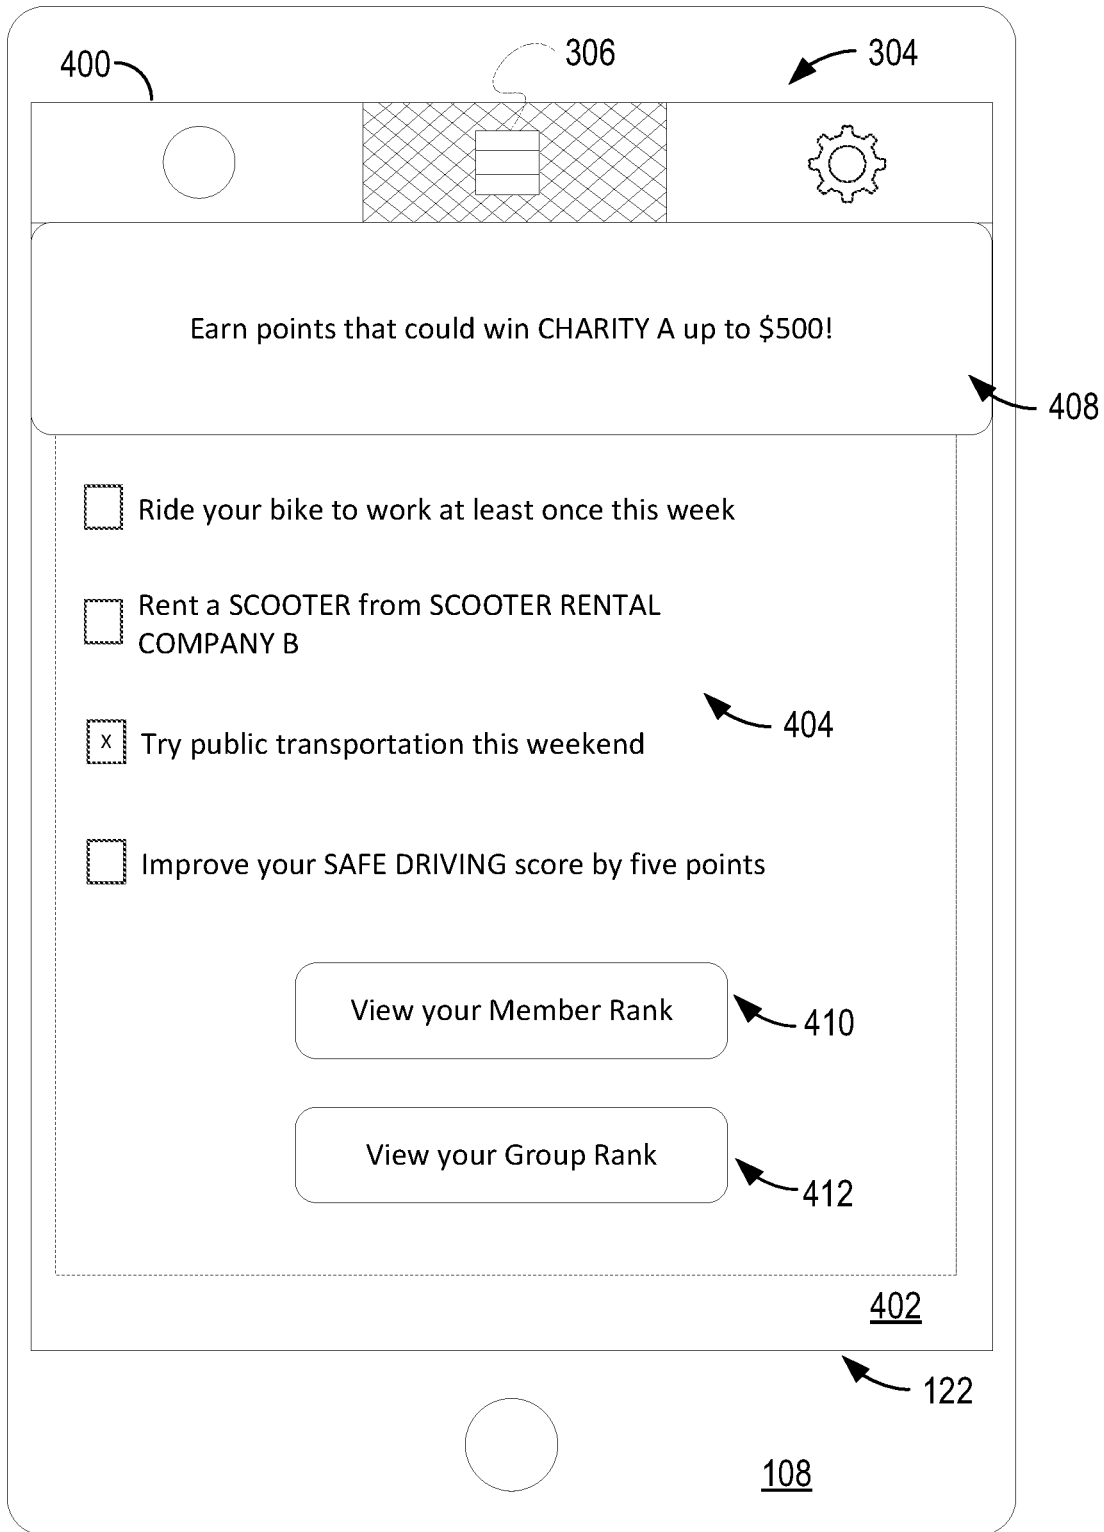 400
306
304
Earn points that could win CHARITY A up to $500!
408
Ride your bike to work at least once this week
Rent a SCOOTER from SCOOTER RENTAL
COMPANY B
404
x Try public transportation this weekend
Improve your SAFE DRIVING score by five points
View your Member Rank
410
View your Group Rank
412
402
122
108